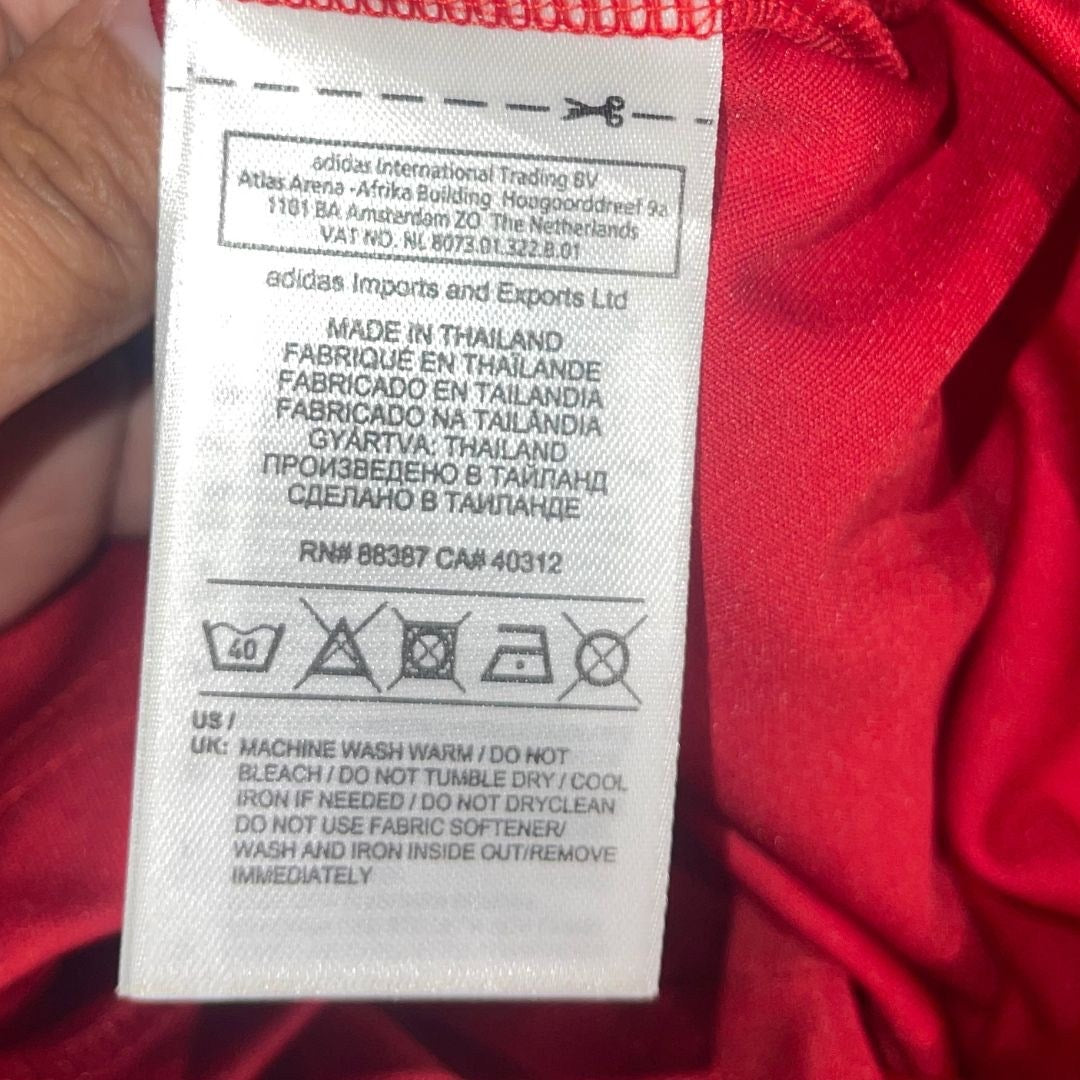 adidas International Trading BV
Atlas Arena -Afrika Building Hoogoorddreef 9a
1101 BA Amsterdam ZO The Netherlands
VAT NO. NL 8073.01.322.B.01
adidas Imports and Exports Ltd
MADE IN THAILAND
FABRIQUÉ EN THAÏLANDE
FABRICADO EN TAILANDIA
FABRICADO NA TAILÂNDIA
GYÁRTVA: THAILAND
ПРОИЗВЕДЕНО В ТАЙЛАНД
СДЕЛАНО В ТАИЛАНДЕ
RN# 88387 CA# 40312
40
US /
UK: MACHINE WASH WARM / DO NOT
BLEACH / DO NOT TUMBLE DRY / COOL
IRON IF NEEDED / DO NOT DRYCLEAN
DO NOT USE FABRIC SOFTENER/
WASH AND IRON INSIDE OUT/REMOVE
IMMEDIATELY